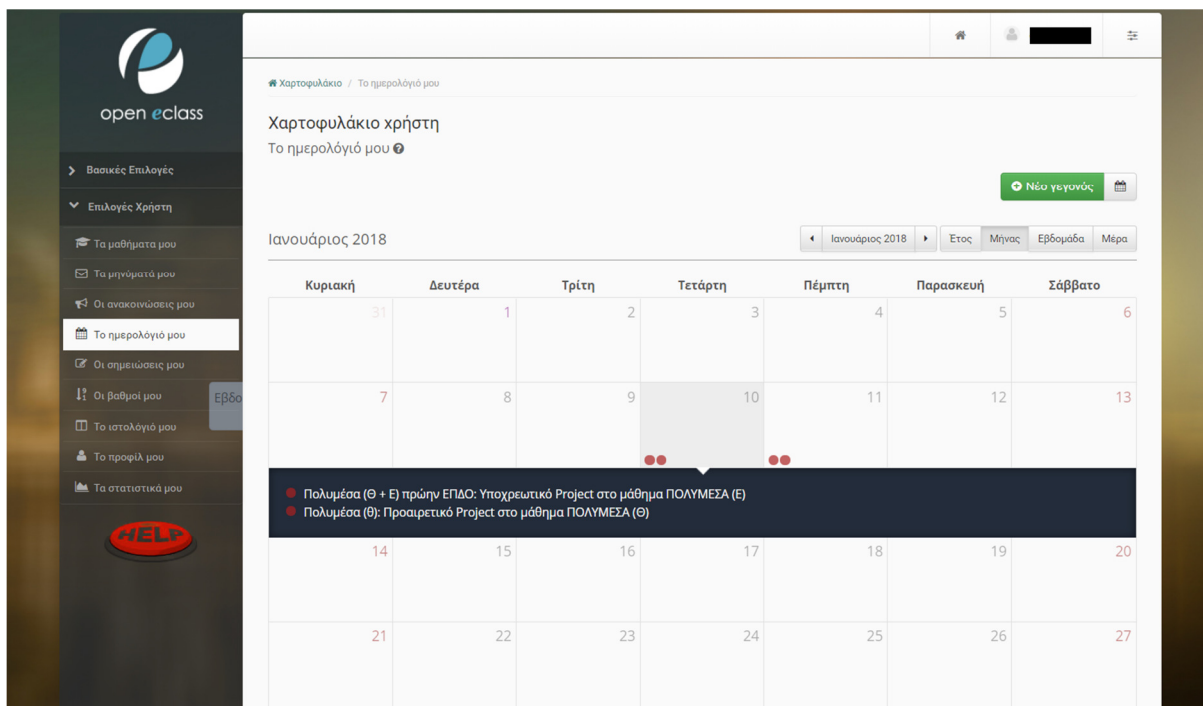 open eclass
Χαρτοφυλάκιο / Το ημερολόγιό μου
Χαρτοφυλάκιο χρήστη
Το ημερολόγιό μου
Βασικές Επιλογές
Επιλογές Χρήστη
Τα μαθήματα μου
Τα μηνύματά μου
Οι ανακοινώσεις μου
Το ημερολόγιό μου
Οι σημειώσεις μου
Οι βαθμοί μου
Το ιστολόγιό μου
Το προφίλ μου
Τα στατιστικά μου
HELP
Νέο γεγονός
Ιανουάριος 2018
Ιανουάριος 2018 Έτος Μήνας Εβδομάδα Μέρα
Κυριακή Δευτέρα Τρίτη Τετάρτη Πέμπτη Παρασκευή Σάββατο
31 1 2 3 4 5 6
7 8 9 10 11 12 13
Πολυμέσα (Θ + Ε) πρώην ΕΠΔΟ: Υποχρεωτικό Project στο μάθημα ΠΟΛΥΜΕΣΑ (Ε)
Πολυμέσα (θ): Προαιρετικό Project στο μάθημα ΠΟΛΥΜΕΣΑ (Θ)
14 15 16 17 18 19 20
21 22 23 24 25 26 27